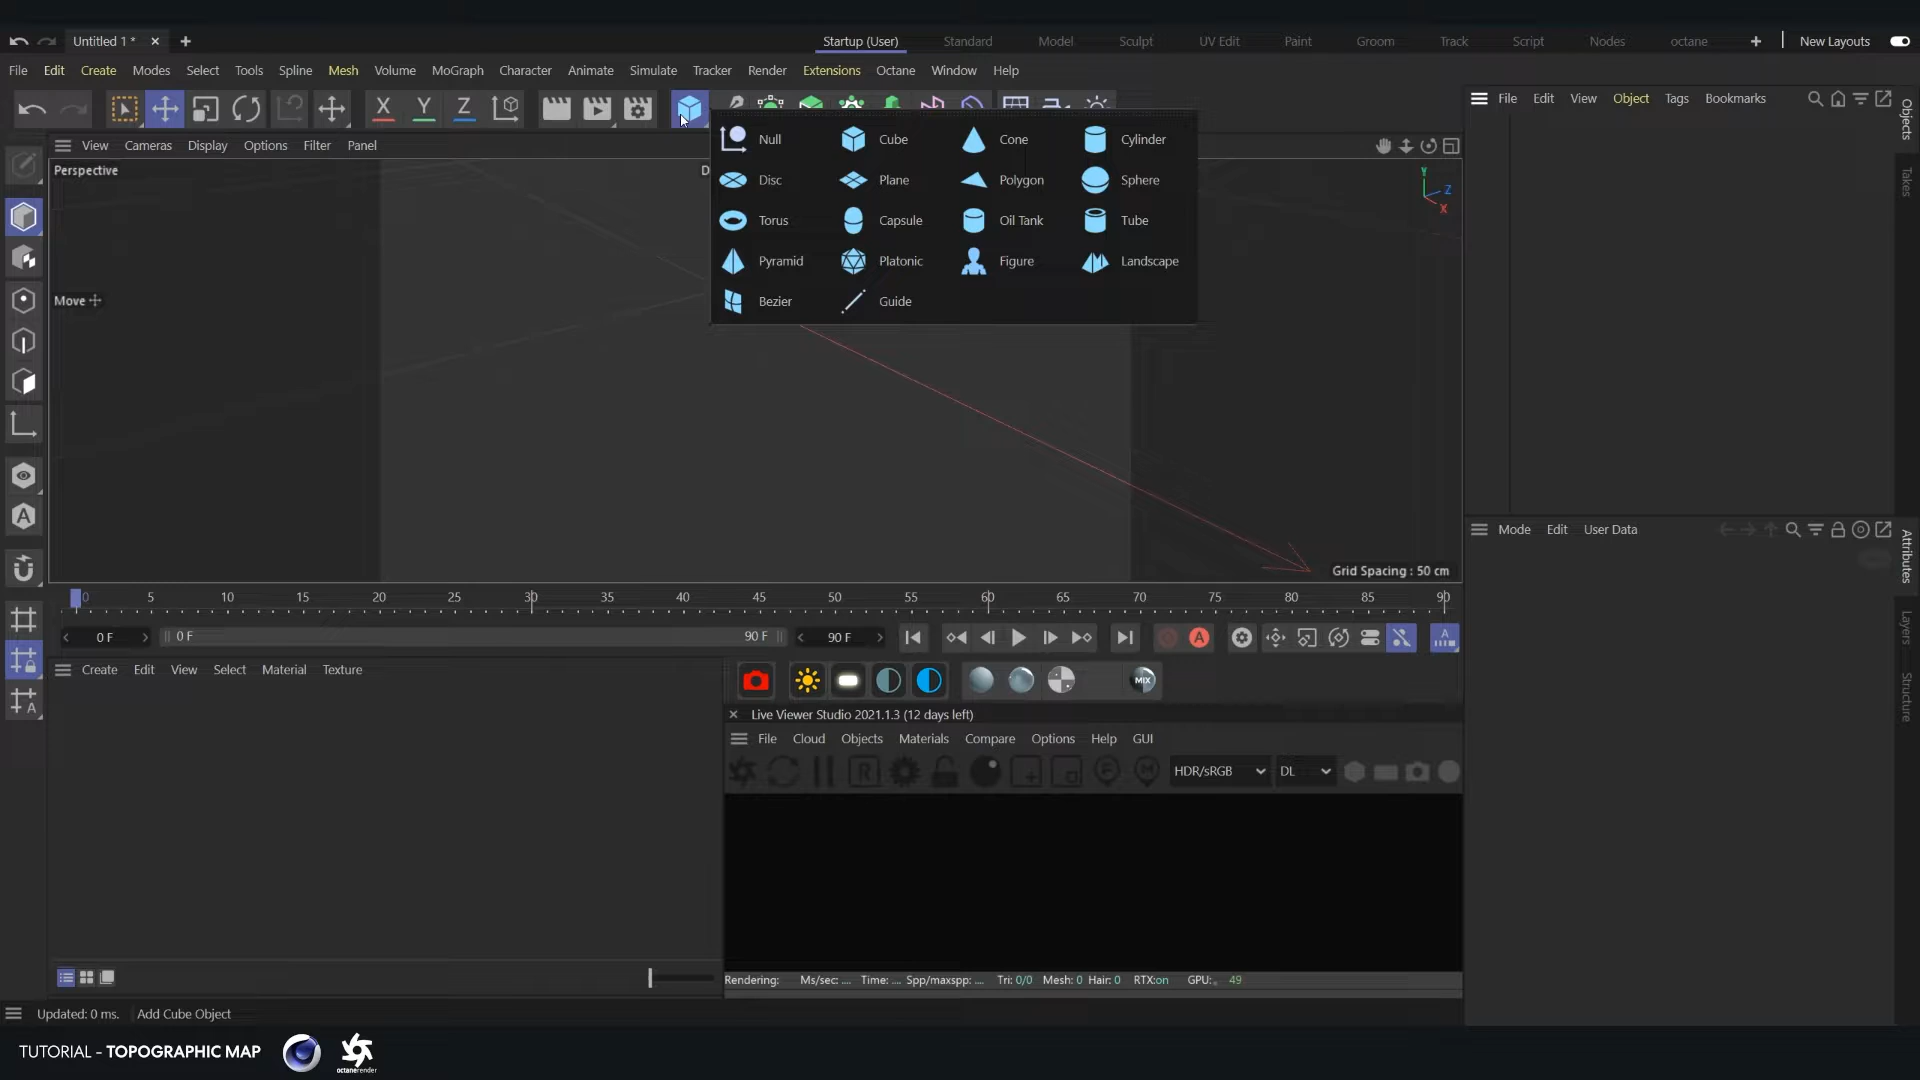 Untitled 1 *
Startup (User) Standard Model Sculpt UV Edit Paint Groom Track Script Nodes octane New Layouts
File Edit Create Modes Select Tools Spline Mesh Volume MoGraph Character Animate Simulate Tracker Render Extensions Octane Window Help
X Y Z
File Edit View Object Tags Bookmarks
Objects
Takes
View Cameras Display Options Filter Panel
Perspective
D
Y
Z
X
Null Cube Cone Cylinder
Disc Plane Polygon Sphere
Torus Capsule Oil Tank Tube
Pyramid Platonic Figure Landscape
Bezier Guide
Move
Grid Spacing : 50 cm
Mode Edit User Data
Attributes
Layers
Structure
0 5 10 15 20 25 30 35 40 45 50 55 60 65 70 75 80 85 90
0 F 0 F 90 F 90 F
A
A
Create Edit View Select Material Texture
MIX
Live Viewer Studio 2021.1.3 (12 days left)
File Cloud Objects Materials Compare Options Help GUI
R F M HDR/sRGB DL
Rendering: Ms/sec: .... Time: .... Spp/maxspp: .... Tri: 0/0 Mesh: 0 Hair: 0 RTX:on GPU: 49
Updated: 0 ms. Add Cube Object
TUTORIAL - TOPOGRAPHIC MAP
octanerender